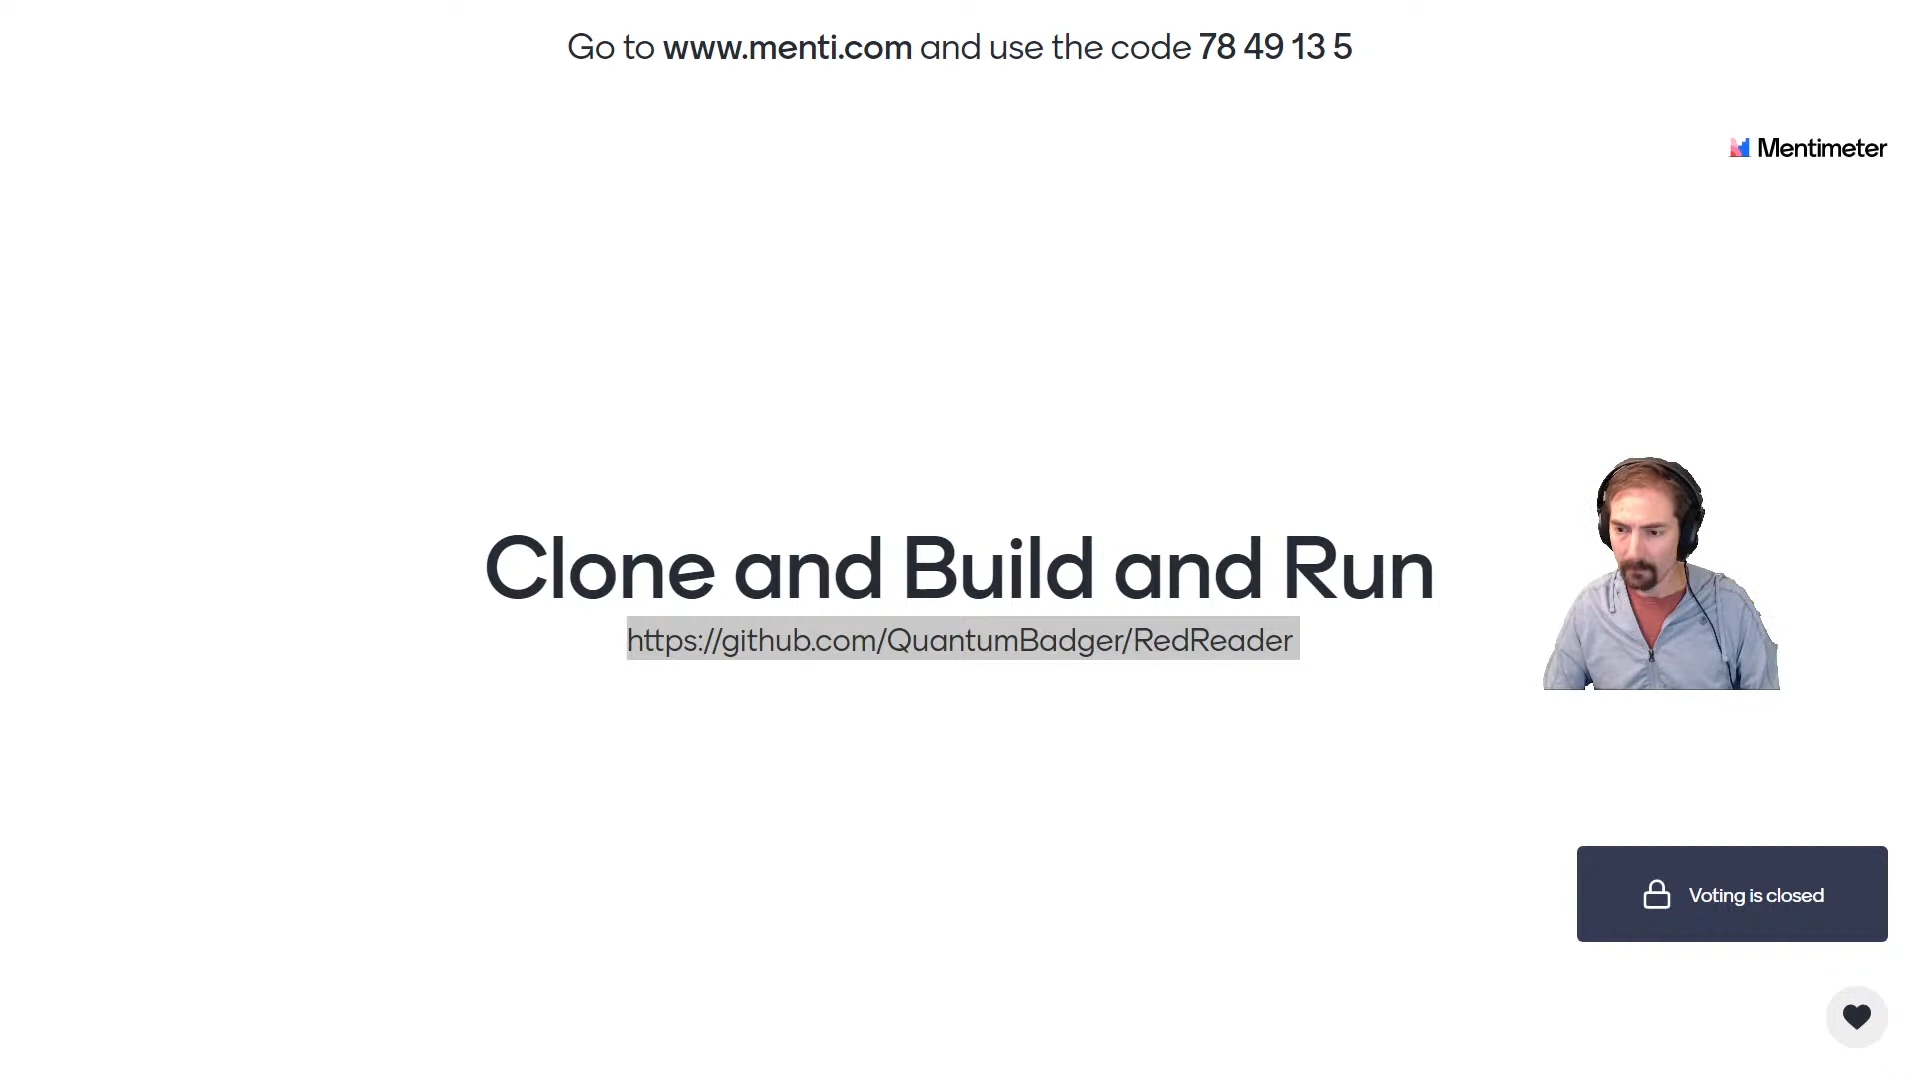 Go to www.menti.com and use the code 78 49 13 5
Mentimeter
Clone and Build and Run
https://github.com/QuantumBadger/RedReader
Voting is closed